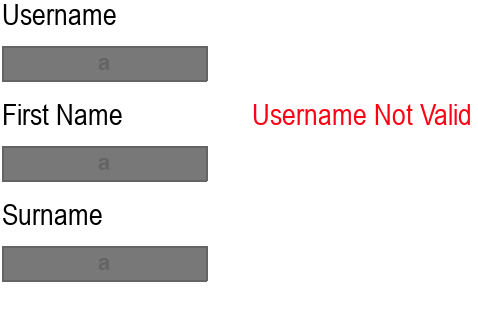 Username
a
First Name
Username Not Valid
a
Surname
a